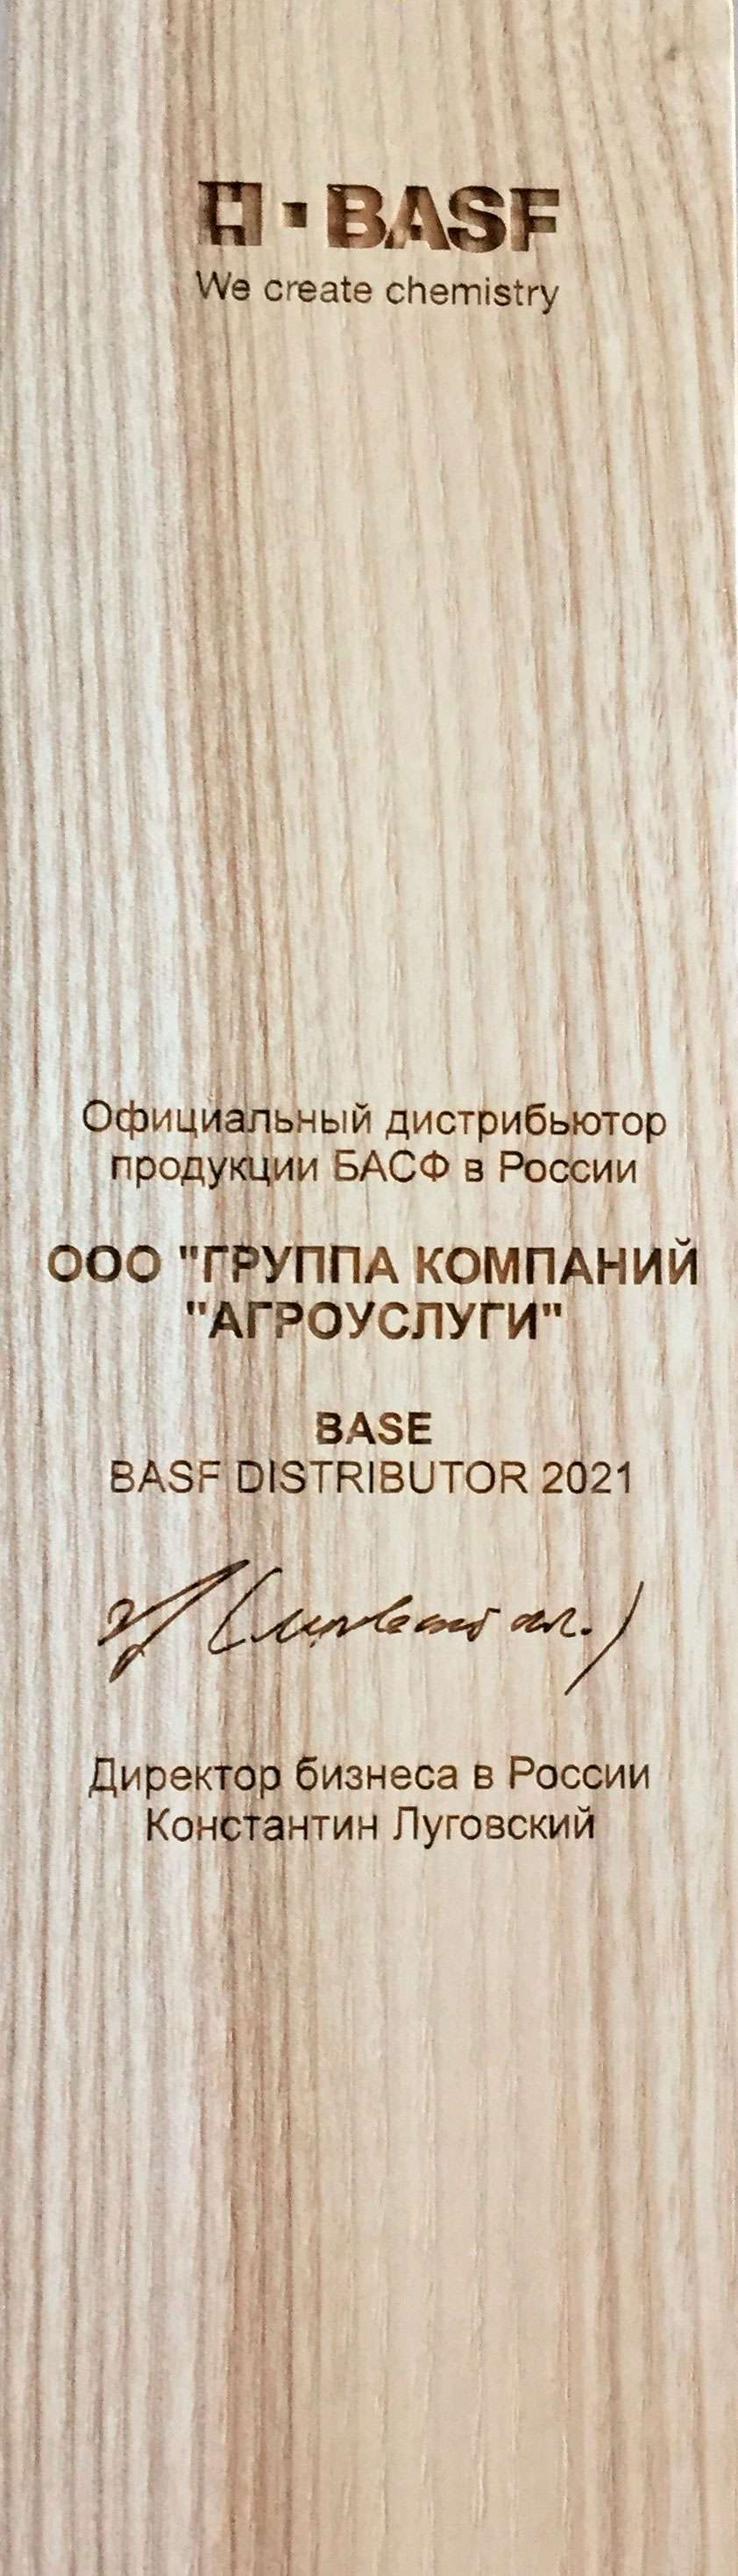 BASF
We create chemistry
Официальный дистрибьютор
продукции БАСФ в России
ООО "ГРУППА КОМПАНИЙ
"АГРОУСЛУГИ"
BASE
BASF DISTRIBUTOR 2021
Директор бизнеса в России
Константин Луговский